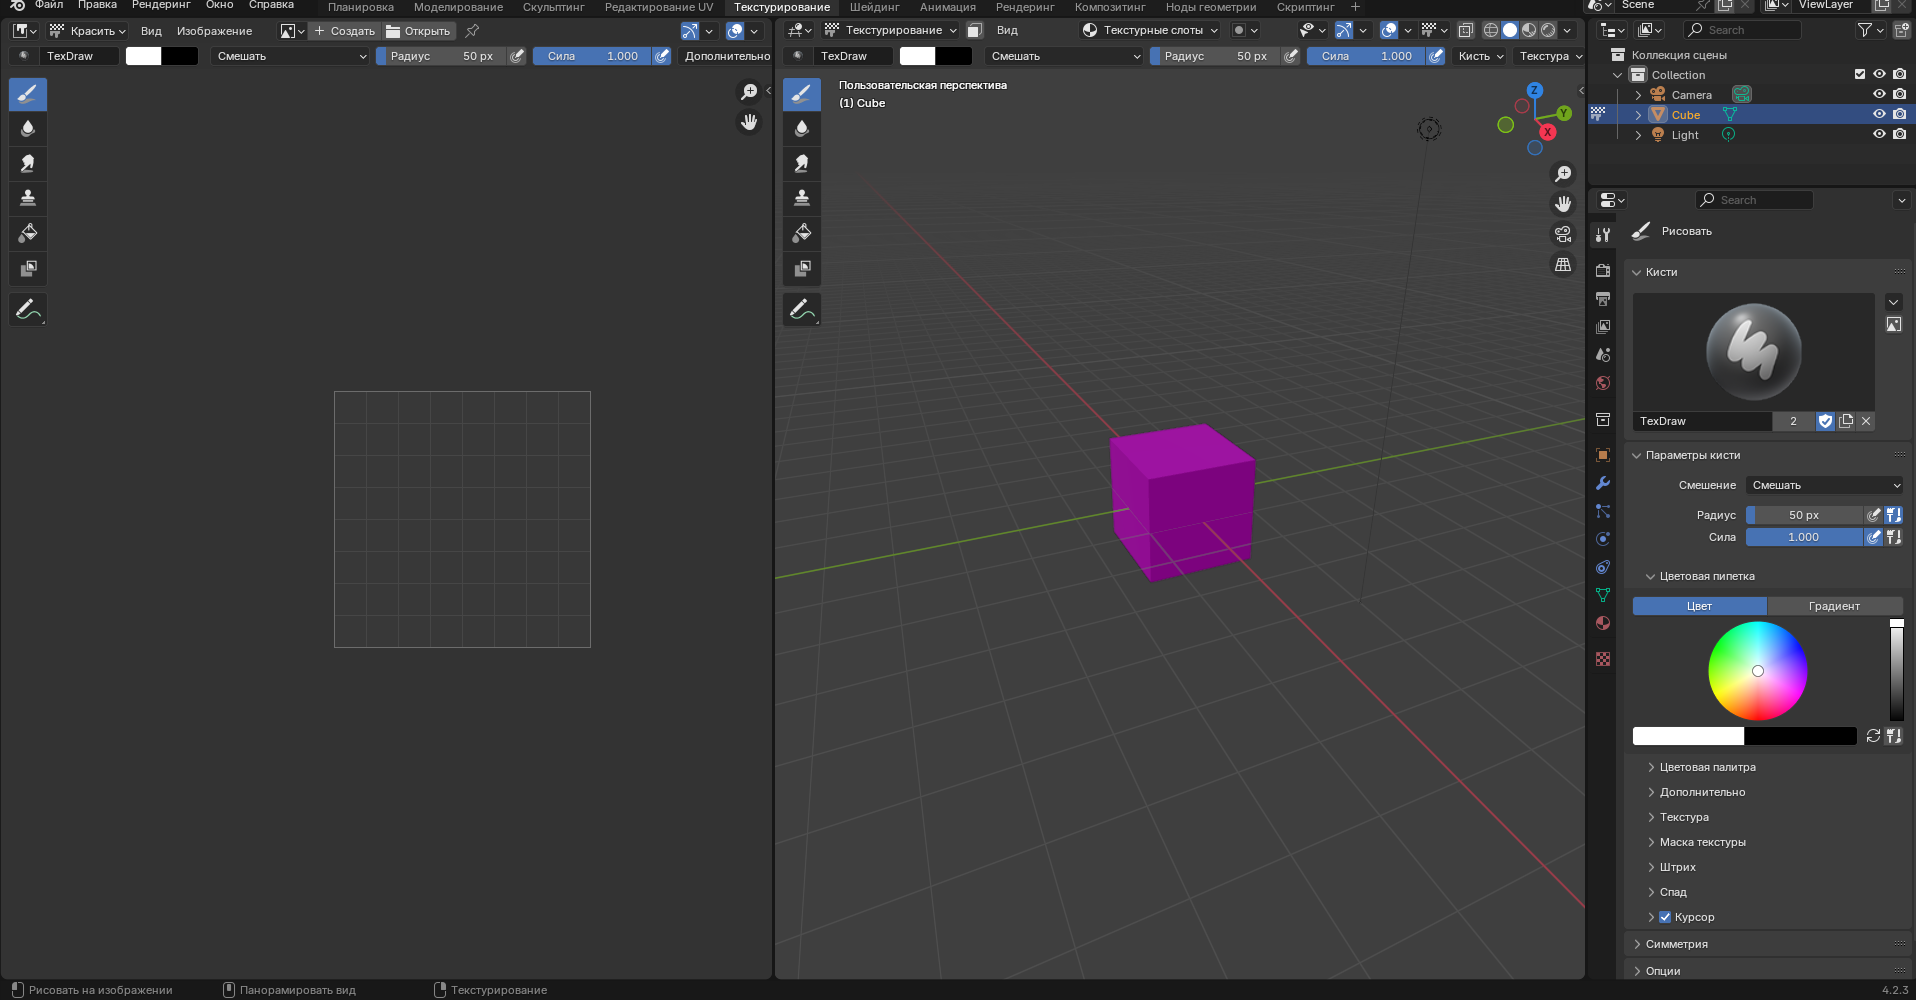 Файл Правка Рендеринг Окно Справка Планировка Моделирование Скульптинг Редактирование UV Текстурирование Шейдинг Анимация Рендеринг Композитинг Ноды геометрии Скриптинг + Scene ViewLayer
Красить Вид Изображение Создать Открыть
TexDraw Смешать Радиус 50 px Сила 1.000 Дополнительно
Текстурирование Вид Текстурные слоты
TexDraw Смешать Радиус 50 px Сила 1.000 Кисть Текстура
Пользовательская перспектива
(1) Cube
Z
Y
X
Search
Коллекция сцены
Collection
Camera
Cube
Light
Search
Рисовать
Кисти
TexDraw 2
Параметры кисти
Смешение Смешать
Радиус 50 px
Сила 1.000
Цветовая пипетка
Цвет Градиент
Цветовая палитра
Дополнительно
Текстура
Маска текстуры
Штрих
Спад
Курсор
Симметрия
Опции
Рисовать на изображении Панорамировать вид Текстурирование 4.2.3